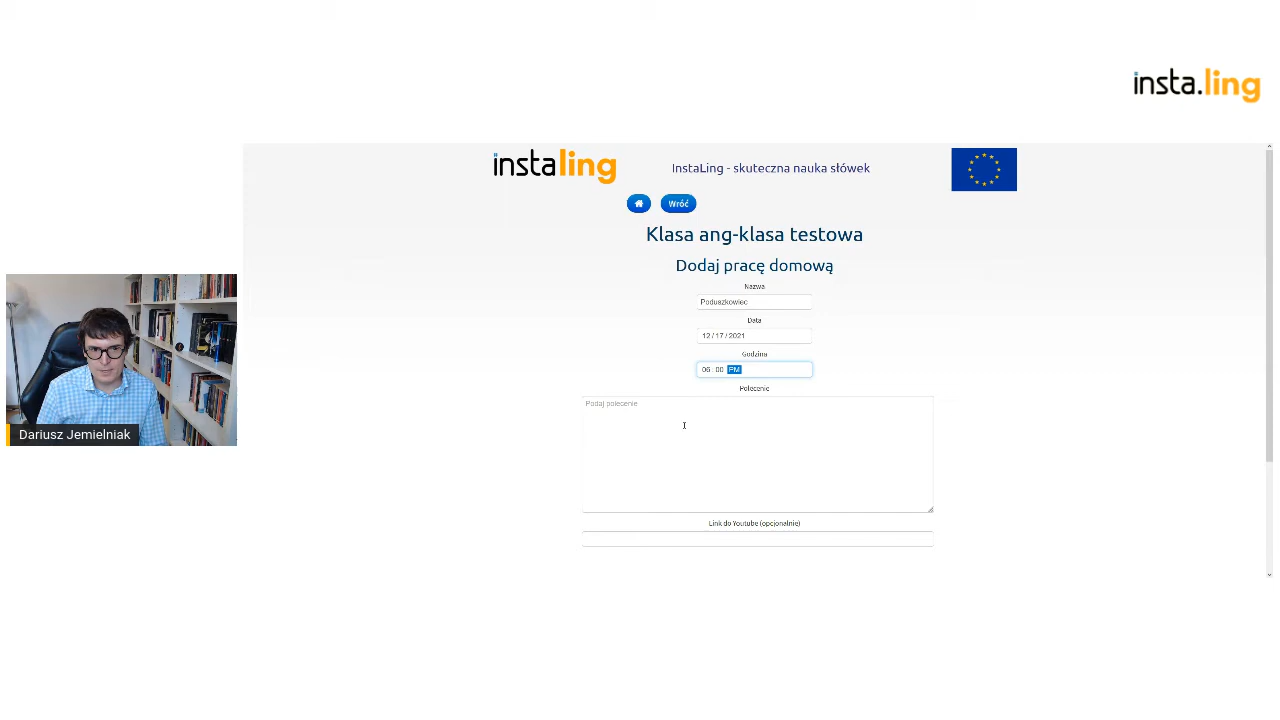 insta.ling
instaling
InstaLing - skuteczna nauka słówek
Wróć
Klasa ang-klasa testowa
Dodaj pracę domową
Nazwa
Poduszkowiec
Data
12 / 17 / 2021
Godzina
06 : 00 PM
Polecenie
Podaj polecenie
Dariusz Jemielniak
Link do Youtube (opcjonalnie)